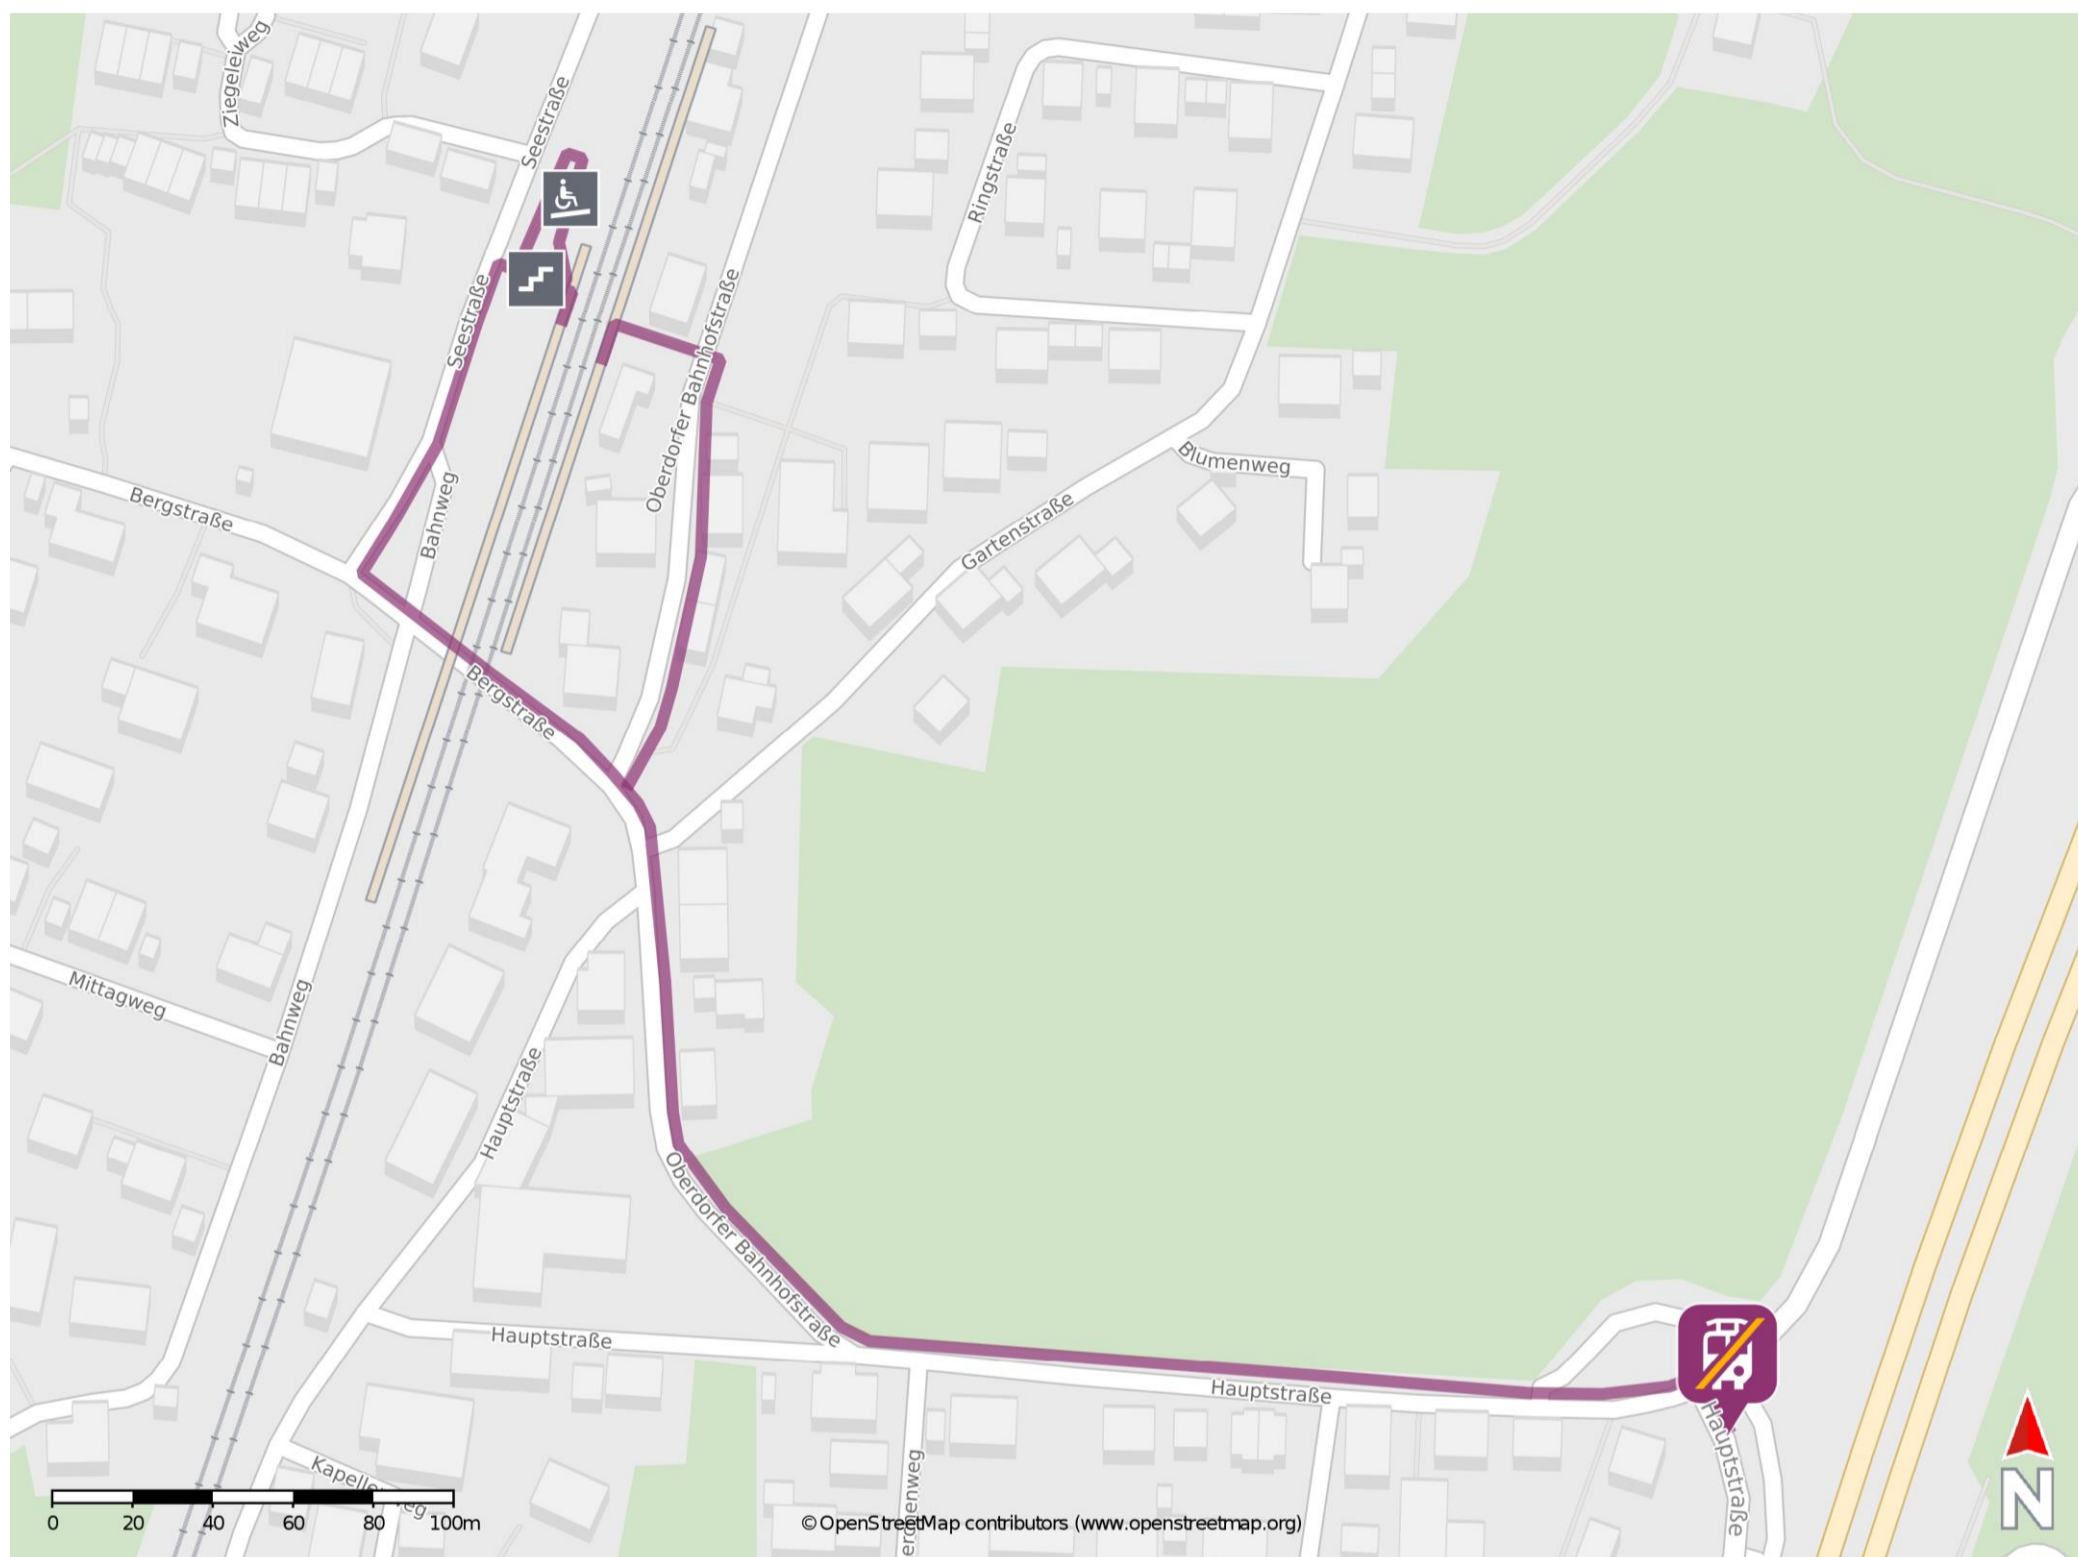 Ziegeleiweg
Seestraße
Ringstraße
Seestraße
Oberdorfer Bahnhofstraße
Bergstraße
Bahnweg
Blumenweg
Gartenstraße
Bergstraße
Mittagweg
Bahnweg
Hauptstraße
Oberdorfer Bahnhofstraße
Hauptstraße
Hauptstraße
Hauptstraße
N
0 20 40 60 80 100m
© OpenStreetMap contributors (www.openstreetmap.org)